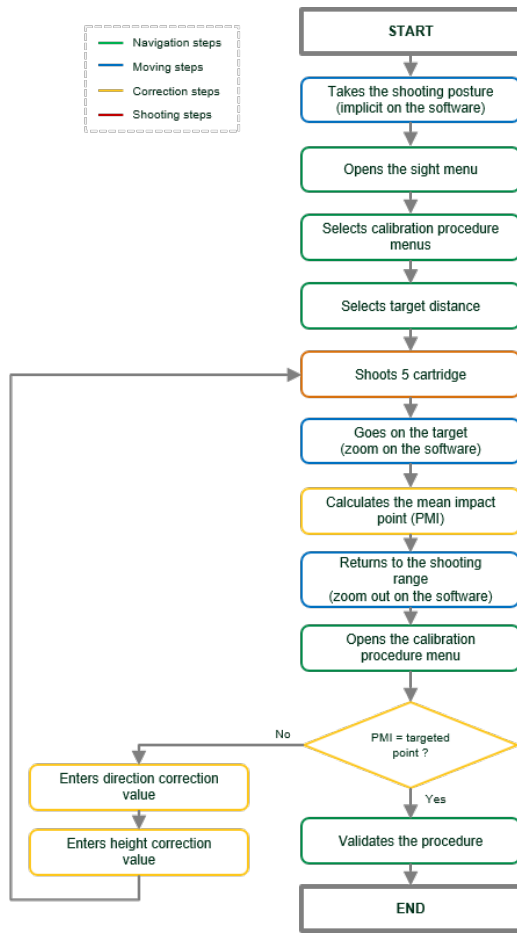 Navigation steps
Moving steps
Correction steps
Shooting steps
START
Takes the shooting posture
(implicit on the software)
Opens the sight menu
Selects calibration procedure
menus
Selects target distance
Shoots 5 cartridge
Goes on the target
(zoom on the software)
Calculates the mean impact
point (PMI)
Returns to the shooting
range
(zoom out on the software)
Opens the calibration
procedure menu
PMI = targeted
point ?
No
Enters direction correction
value
Enters height correction
value
Yes
Validates the procedure
END